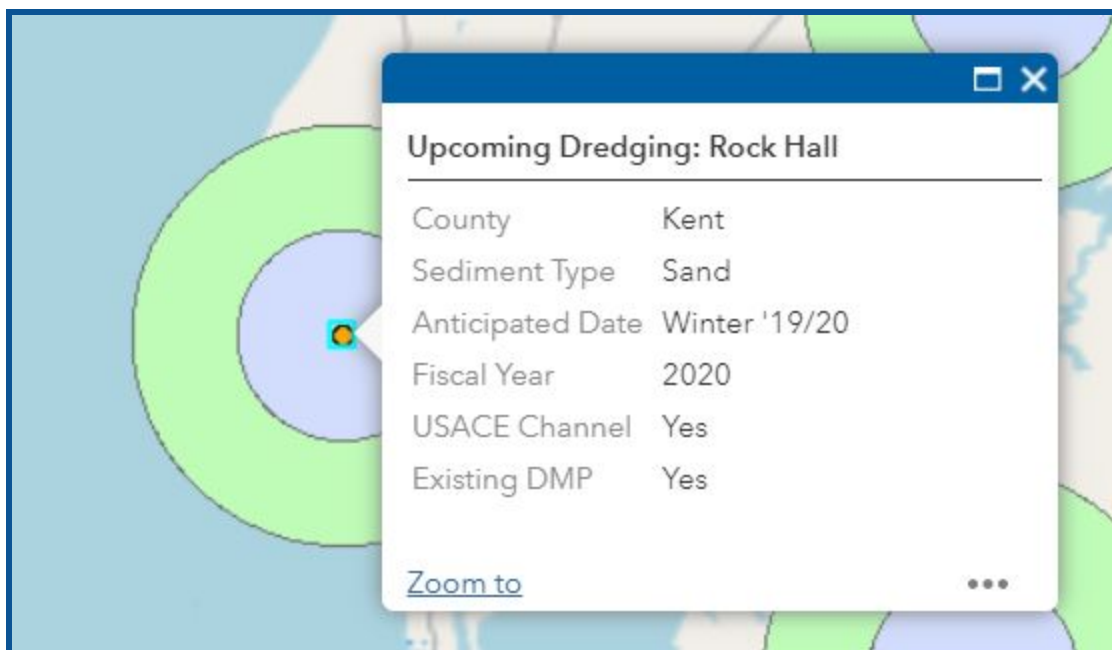 Upcoming Dredging: Rock Hall
County Kent
Sediment Type Sand
Anticipated Date Winter '19/20
Fiscal Year 2020
USACE Channel Yes
Existing DMP Yes
Zoom to